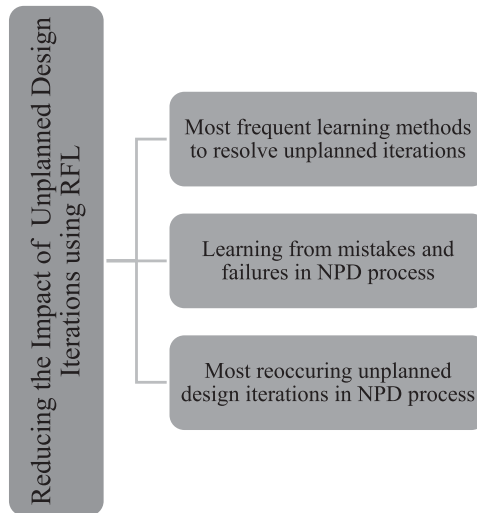 Reducing the Impact of Unplanned Design
Iterations using RFL
Most frequent learning methods
to resolve unplanned iterations
Learning from mistakes and
failures in NPD process
Most reoccuring unplanned
design iterations in NPD process